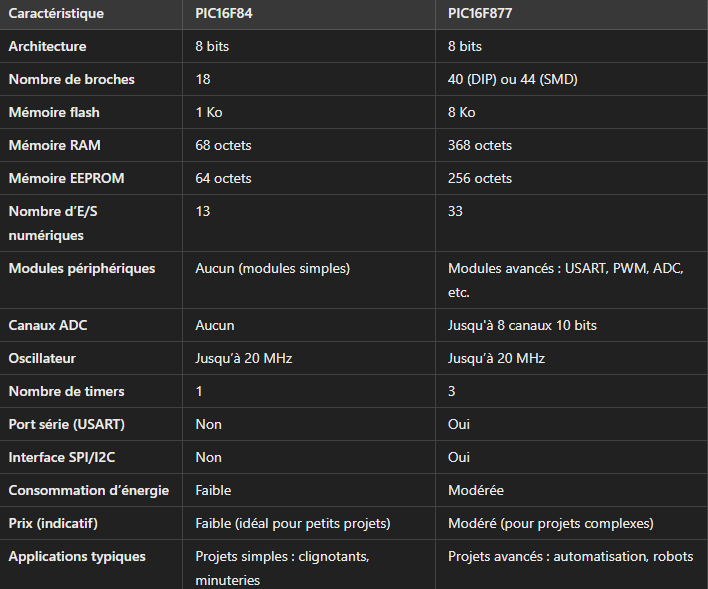 Caractéristique PIC16F84 PIC16F877
Architecture 8 bits 8 bits
Nombre de broches 18 40 (DIP) ou 44 (SMD)
Mémoire flash 1 Ko 8 Ko
Mémoire RAM 68 octets 368 octets
Mémoire EEPROM 64 octets 256 octets
Nombre d’E/S 13 33
numériques
Modules périphériques Aucun (modules simples) Modules avancés : USART, PWM, ADC,
etc.
Canaux ADC Aucun Jusqu’à 8 canaux 10 bits
Oscillateur Jusqu’à 20 MHz Jusqu’à 20 MHz
Nombre de timers 1 3
Port série (USART) Non Oui
Interface SPI/I2C Non Oui
Consommation d’énergie Faible Modérée
Prix (indicatif) Faible (idéal pour petits projets) Modéré (pour projets complexes)
Applications typiques Projets simples : clignotants, Projets avancés : automatisation, robots
minuteries